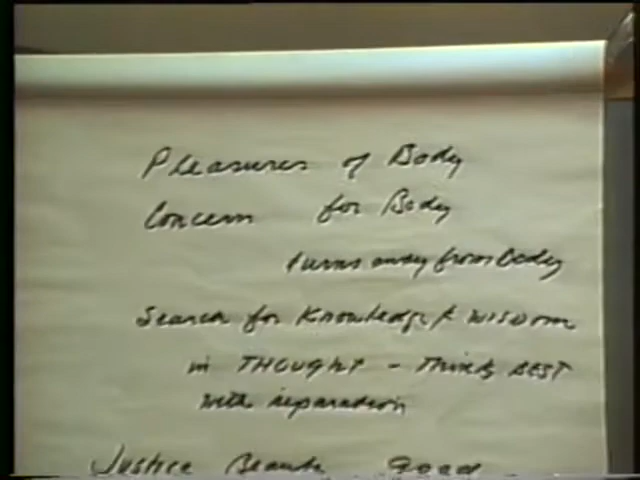 Pleasures of Body
Concern for Body
turns away from body
Search for Knowledge & WISDOM
in THOUGHT - Thinks BEST
with separation
Justice Beauty Good